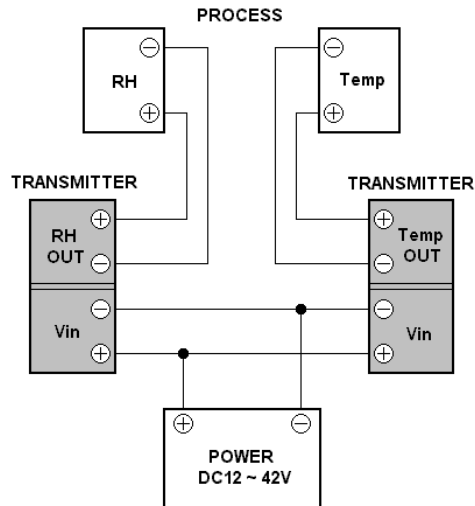 PROCESS
⊖
RH
⊕
⊖
Temp
⊕
TRANSMITTER
⊕
RH
OUT
⊖
⊖
Vin
⊕
TRANSMITTER
⊕
Temp
OUT
⊖
⊖
Vin
⊕
⊕ ⊖
POWER
DC12 ~ 42V